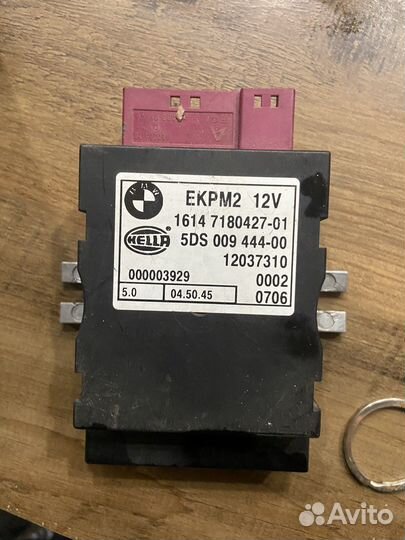 BMW
EKPM2 12V
1614 7180427-01
HELLA 5DS 009 444-00
12037310
000003929 0002
5.0 04.50.45 0706
Avito